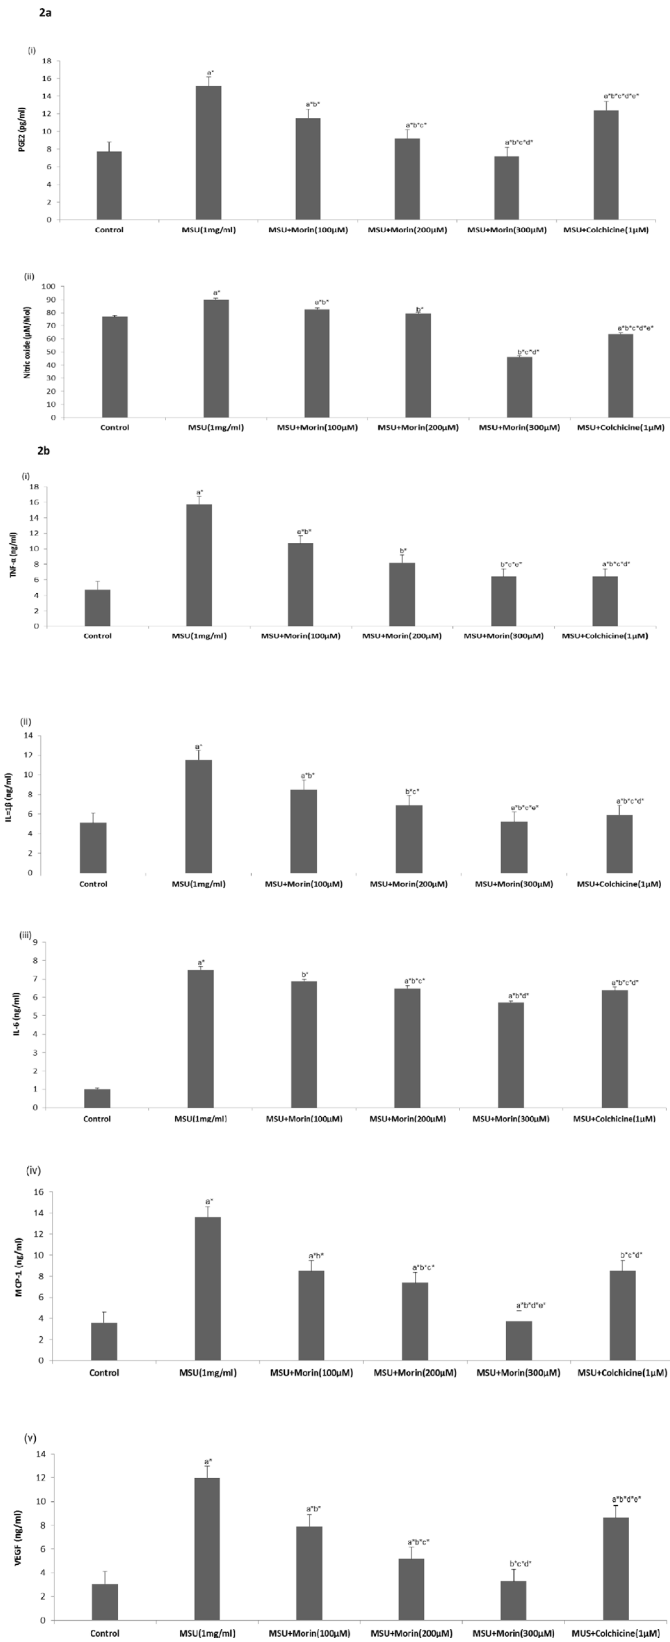 2a
(i)
PGE2 (pg/ml)
18
16
14
12
10
8
6
4
2
0
a*
a*b*
a*b*c*
a*b*c*d*
a*b*c*d*e*
Control MSU(1mg/ml) MSU+Morin(100µM) MSU+Morin(200µM) MSU+Morin(300µM) MSU+Colchicine(1µM)
(ii)
Nitric oxide (µM/Mol)
100
90
80
70
60
50
40
30
20
10
0
a*
a*b*
b*
b*c*d*
a*b*c*d*e*
Control MSU(1mg/ml) MSU+Morin(100µM) MSU+Morin(200µM) MSU+Morin(300µM) MSU+Colchicine(1µM)
2b
(i)
TNF-α (ng/ml)
18
16
14
12
10
8
6
4
2
0
a*
a*b*
b*
b*c*e*
a*b*c*d*
Control MSU(1mg/ml) MSU+Morin(100µM) MSU+Morin(200µM) MSU+Morin(300µM) MSU+Colchicine(1µM)
(ii)
IL=1β (ng/ml)
14
12
10
8
6
4
2
0
a*
a*b*
b*c*
a*b*c*e*
a*b*c*d*
Control MSU(1mg/ml) MSU+Morin(100µM) MSU+Morin(200µM) MSU+Morin(300µM) MSU+Colchicine(1µM)
(iii)
IL-6 (ng/ml)
9
8
7
6
5
4
3
2
1
0
a*
b*
a*b*c*
a*b*d*
a*b*c*d*
Control MSU(1mg/ml) MSU+Morin(100µM) MSU+Morin(200µM) MSU+Morin(300µM) MSU+Colchicine(1µM)
(iv)
MCP-1 (ng/ml)
16
14
12
10
8
6
4
2
0
a*
a*b*
a*b*c*
a*b*d*e*
b*c*d*
Control MSU(1mg/ml) MSU+Morin(100µM) MSU+Morin(200µM) MSU+Morin(300µM) MSU+Colchicine(1µM)
(v)
VEGF (ng/ml)
14
12
10
8
6
4
2
0
a*
a*b*
a*b*c*
b*c*d*
a*b*d*e*
Control MSU(1mg/ml) MSU+Morin(100µM) MSU+Morin(200µM) MSU+Morin(300µM) MUS+Colchicine(1µM)